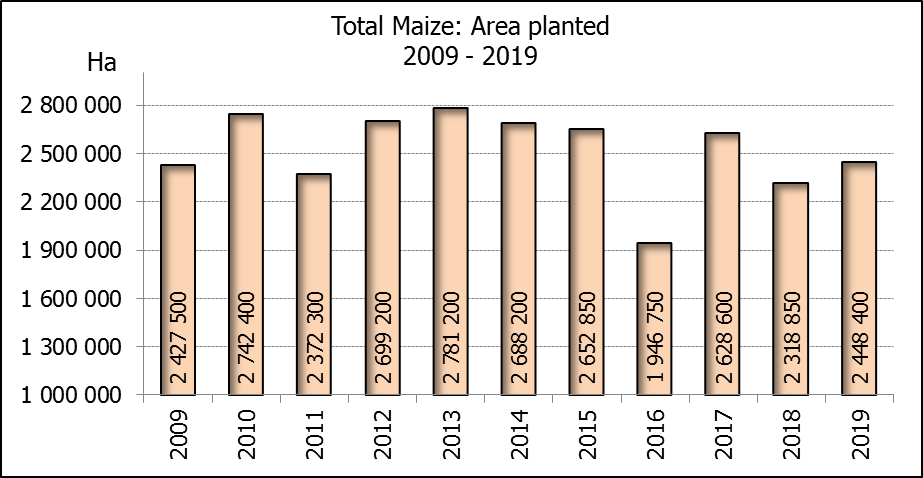 Total Maize: Area planted
2009 - 2019
Ha
2 800 000
2 500 000
2 200 000
1 900 000
1 600 000
1 300 000
1 000 000
2 427 500
2 742 400
2 372 300
2 699 200
2 781 200
2 688 200
2 652 850
1 946 750
2 628 600
2 318 850
2 448 400
2009
2010
2011
2012
2013
2014
2015
2016
2017
2018
2019